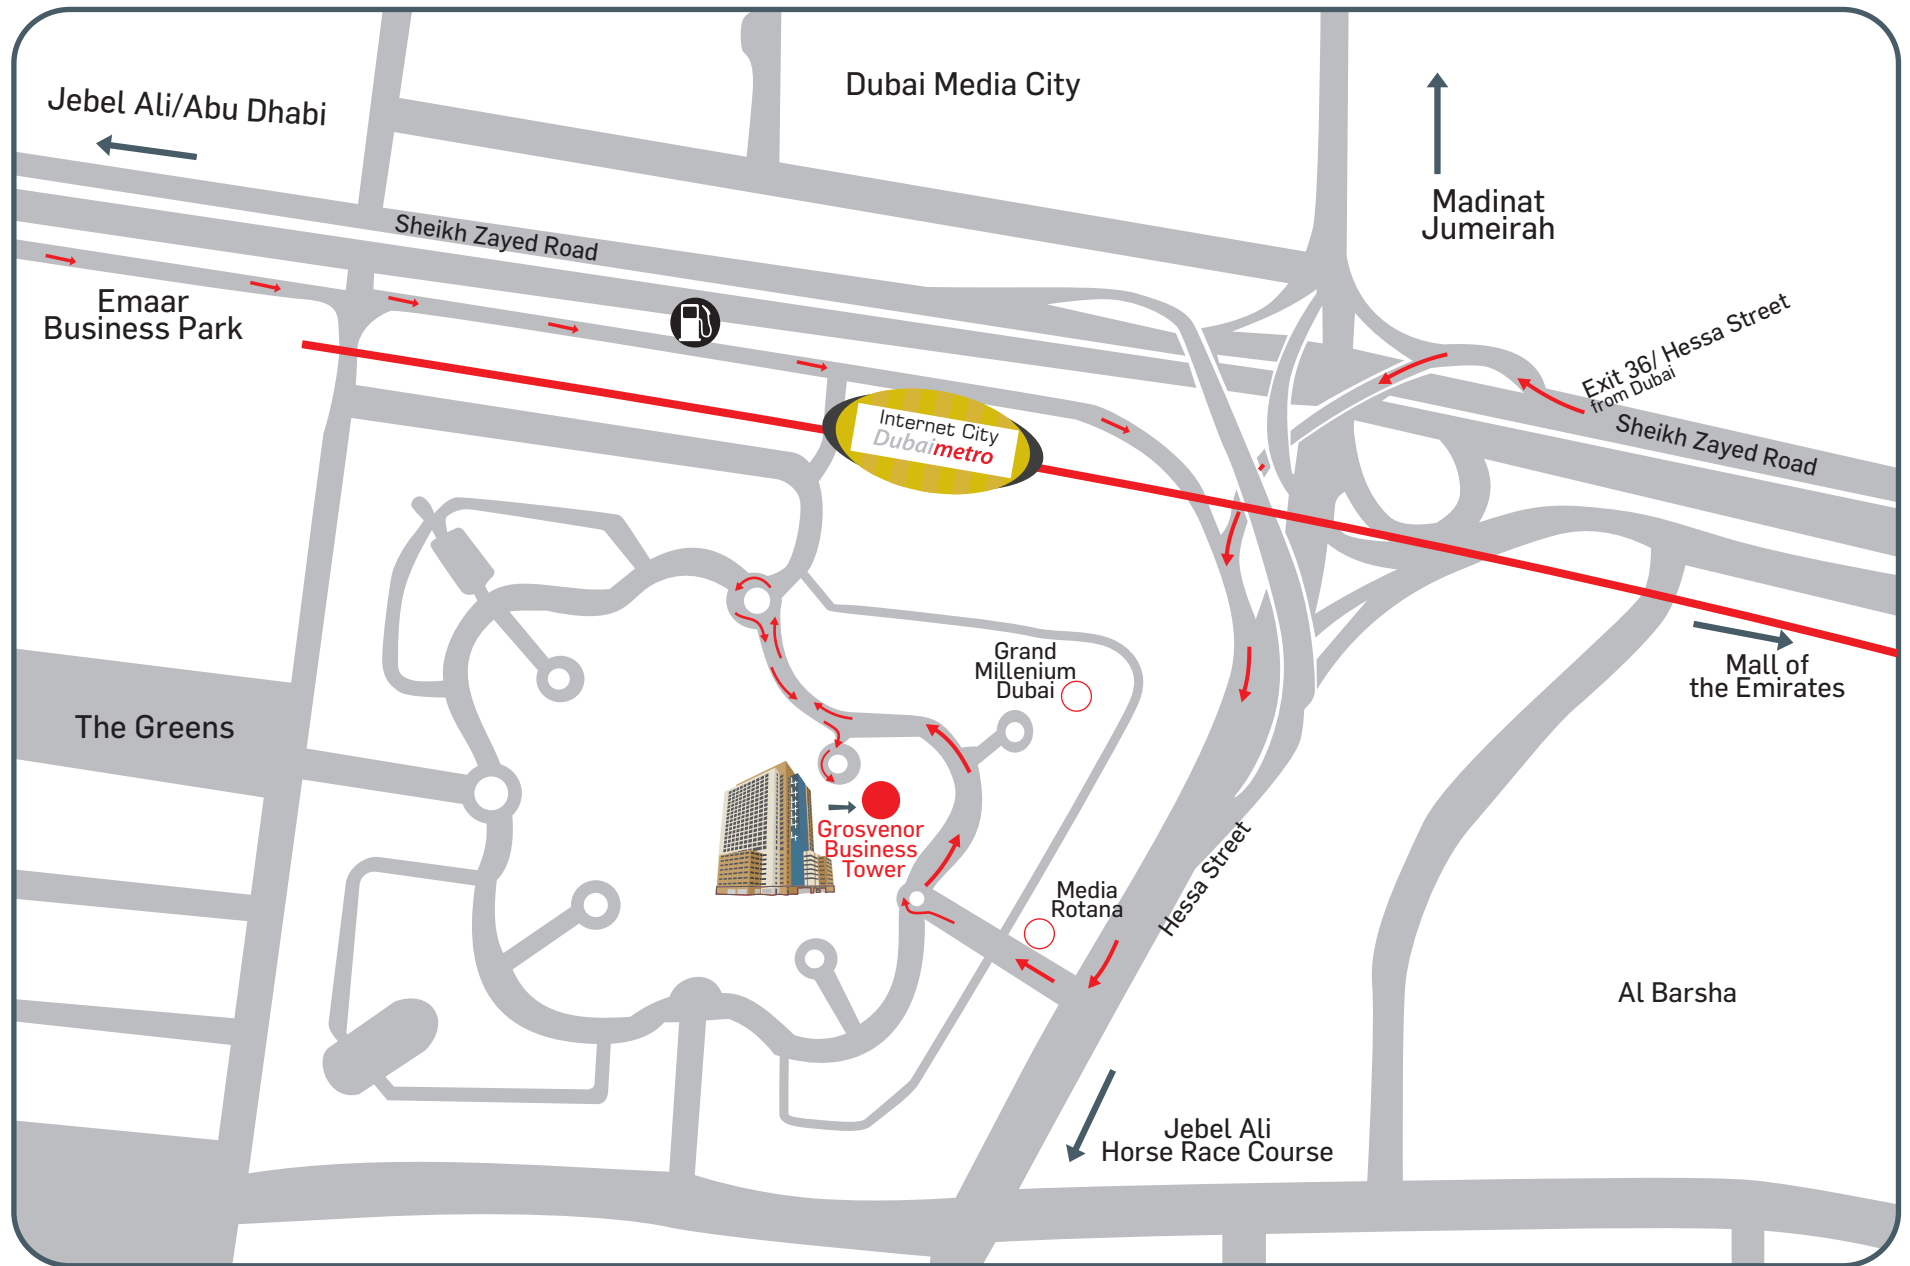 Dubai Media City
Jebel Ali/Abu Dhabi
Madinat
Jumeirah
Sheikh Zayed Road
Emaar
Business Park
Exit 36/ Hessa Street
from Dubai
Internet City
Dubaimetro
Sheikh Zayed Road
Grand
Millenium
Dubai
Mall of
the Emirates
The Greens
Grosvenor
Business
Tower
Media
Rotana
Hessa Street
Al Barsha
Jebel Ali
Horse Race Course